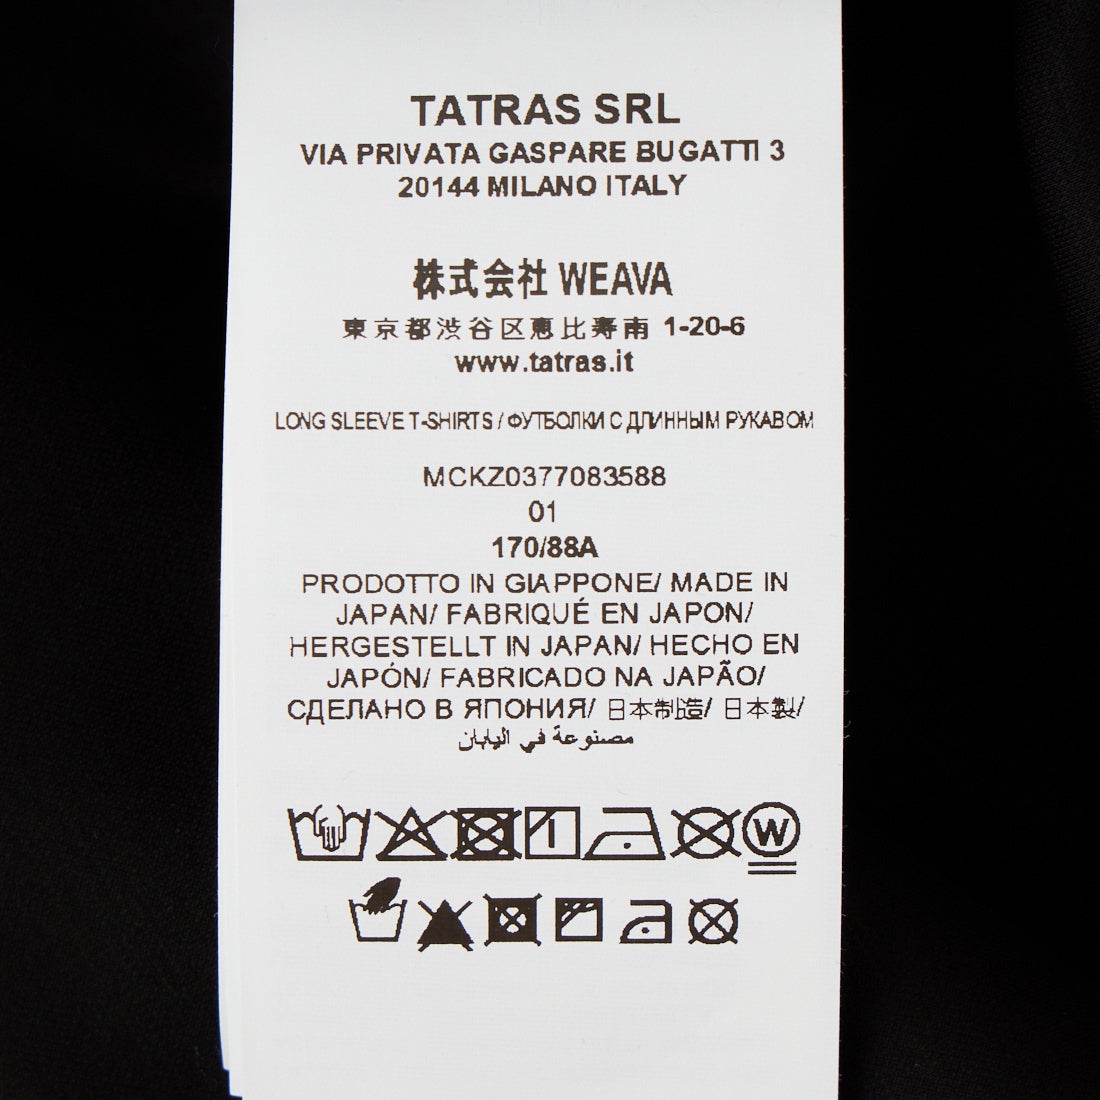 TATRAS SRL
VIA PRIVATA GASPARE BUGATTI 3
20144 MILANO ITALY
株式会社 WEAVA
東京都渋谷区恵比寿南 1-20-6
www.tatras.it
LONG SLEEVE T-SHIRTS / ФУТБОЛКИ С ДЛИННЫМ РУКАВОМ
MCKZ0377083588
01
170/88A
PRODOTTO IN GIAPPONE/ MADE IN
JAPAN/ FABRIQUÉ EN JAPON/
HERGESTELLT IN JAPAN/ HECHO EN
JAPÓN/ FABRICADO NA JAPÃO/
СДЕЛАНО В ЯПОНИЯ/ 日本制造/ 日本製/
مصنوعة في اليابان
W